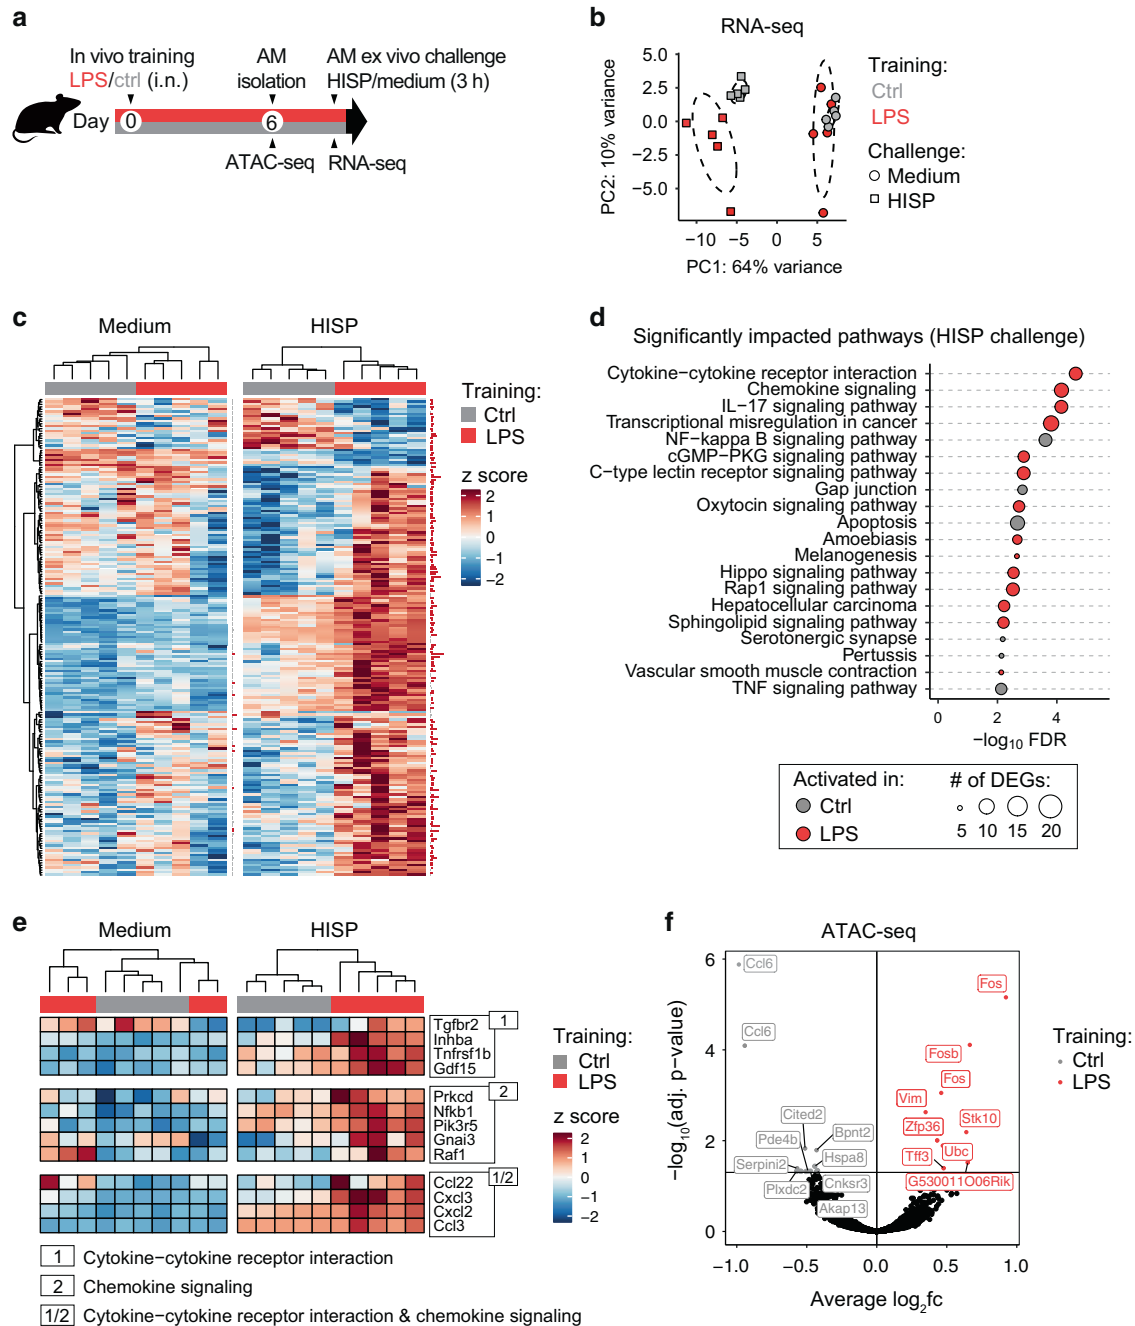 a
In vivo training
LPS/ctrl (i.n.)
AM
isolation
AM ex vivo challenge
HISP/medium (3 h)
Day
0
6
ATAC-seq
RNA-seq
b
RNA-seq
5.0
2.5
0.0
−2.5
−5.0
PC2: 10% variance
−10
−5
0
5
PC1: 64% variance
Training:
Ctrl
LPS
Challenge:
Medium
HISP
c
Medium
HISP
Training:
Ctrl
LPS
z score
2
1
0
−1
−2
d
Significantly impacted pathways (HISP challenge)
Cytokine−cytokine receptor interaction
Chemokine signaling
IL−17 signaling pathway
Transcriptional misregulation in cancer
NF−kappa B signaling pathway
cGMP−PKG signaling pathway
C−type lectin receptor signaling pathway
Gap junction
Oxytocin signaling pathway
Apoptosis
Amoebiasis
Melanogenesis
Hippo signaling pathway
Rap1 signaling pathway
Hepatocellular carcinoma
Sphingolipid signaling pathway
Serotonergic synapse
Pertussis
Vascular smooth muscle contraction
TNF signaling pathway
0
2
4
−log10 FDR
Activated in:
Ctrl
LPS
# of DEGs:
5 10 15 20
e
Medium
HISP
Tgfbr2
Inhba
Tnfrsf1b
Gdf15
1
Prkcd
Nfkb1
Pik3r5
Gnai3
Raf1
2
Ccl22
Cxcl3
Cxcl2
Ccl3
1/2
Training:
Ctrl
LPS
z score
2
1
0
−1
−2
1 Cytokine−cytokine receptor interaction
2 Chemokine signaling
1/2 Cytokine−cytokine receptor interaction & chemokine signaling
f
ATAC-seq
6
4
2
0
−log10(adj. p−value)
Ccl6
Ccl6
Fos
Fosb
Fos
Vim
Zfp36
Stk10
Ubc
Tff3
G530011O06Rik
Cited2
Bpnt2
Pde4b
Hspa8
Serpini2
Cnksr3
Plxdc2
Akap13
−1.0
−0.5
0.0
0.5
1.0
Average log2fc
Training:
Ctrl
LPS